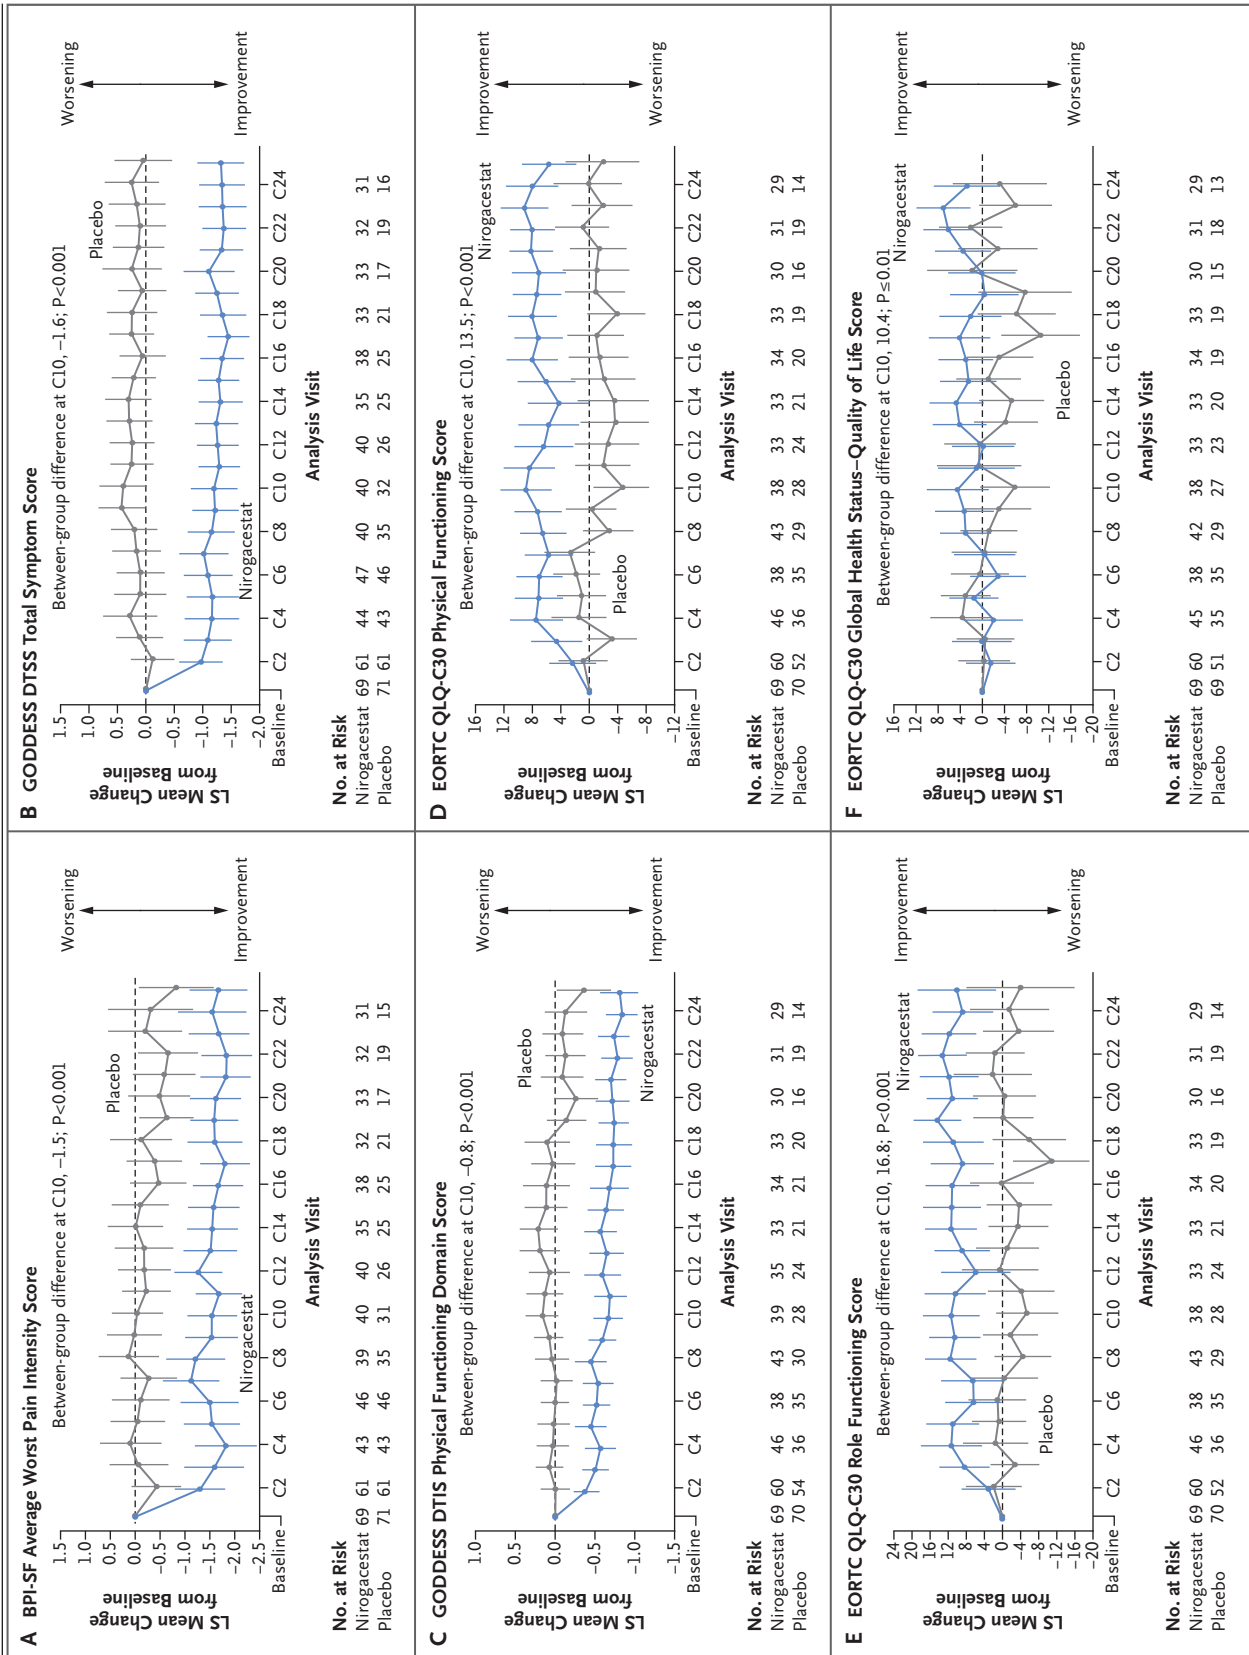 A BPI-SF Average Worst Pain Intensity Score
Between-group difference at C10, −1.5; P<0.001
LS Mean Change
from Baseline
1.5
1.0
0.5
0.0
−0.5
−1.0
−1.5
−2.0
−2.5
Placebo
Nirogacestat
Worsening
Improvement
Baseline C2 C4 C6 C8 C10 C12 C14 C16 C18 C20 C22 C24
Analysis Visit
No. at Risk
Nirogacestat 69 61 43 46 39 40 40 35 38 32 33 32 31
Placebo 71 61 43 46 35 31 26 25 25 21 17 19 15
B GODDESS DTSS Total Symptom Score
Between-group difference at C10, −1.6; P<0.001
LS Mean Change
from Baseline
1.5
1.0
0.5
0.0
−0.5
−1.0
−1.5
−2.0
Placebo
Nirogacestat
Worsening
Improvement
Baseline C2 C4 C6 C8 C10 C12 C14 C16 C18 C20 C22 C24
Analysis Visit
No. at Risk
Nirogacestat 69 61 44 47 40 40 40 35 38 33 33 32 31
Placebo 71 61 43 46 35 32 26 25 25 21 17 19 16
C GODDESS DTIS Physical Functioning Domain Score
Between-group difference at C10, −0.8; P<0.001
LS Mean Change
from Baseline
1.0
0.5
0.0
−0.5
−1.0
−1.5
Placebo
Nirogacestat
Worsening
Improvement
Baseline C2 C4 C6 C8 C10 C12 C14 C16 C18 C20 C22 C24
Analysis Visit
No. at Risk
Nirogacestat 69 60 46 38 43 39 35 33 34 33 30 31 29
Placebo 70 54 36 35 30 28 24 21 21 20 16 19 14
D EORTC QLQ-C30 Physical Functioning Score
Between-group difference at C10, 13.5; P<0.001
LS Mean Change
from Baseline
16
12
8
4
0
−4
−8
−12
Nirogacestat
Placebo
Improvement
Worsening
Baseline C2 C4 C6 C8 C10 C12 C14 C16 C18 C20 C22 C24
Analysis Visit
No. at Risk
Nirogacestat 69 60 46 38 43 38 33 33 34 33 30 31 29
Placebo 70 52 36 35 29 28 24 21 20 19 16 19 14
E EORTC QLQ-C30 Role Functioning Score
Between-group difference at C10, 16.8; P<0.001
LS Mean Change
from Baseline
24
20
16
12
8
4
0
−4
−8
−12
−16
−20
Nirogacestat
Placebo
Improvement
Worsening
Baseline C2 C4 C6 C8 C10 C12 C14 C16 C18 C20 C22 C24
Analysis Visit
No. at Risk
Nirogacestat 69 60 46 38 43 38 33 33 34 33 30 31 29
Placebo 70 52 36 35 29 28 24 21 20 19 16 19 14
F EORTC QLQ-C30 Global Health Status–Quality of Life Score
Between-group difference at C10, 10.4; P≤0.01
LS Mean Change
from Baseline
16
12
8
4
0
−4
−8
−12
−16
−20
Nirogacestat
Placebo
Improvement
Worsening
Baseline C2 C4 C6 C8 C10 C12 C14 C16 C18 C20 C22 C24
Analysis Visit
No. at Risk
Nirogacestat 69 60 45 38 42 38 33 33 34 33 30 31 29
Placebo 69 51 35 35 29 27 23 20 19 19 15 18 13